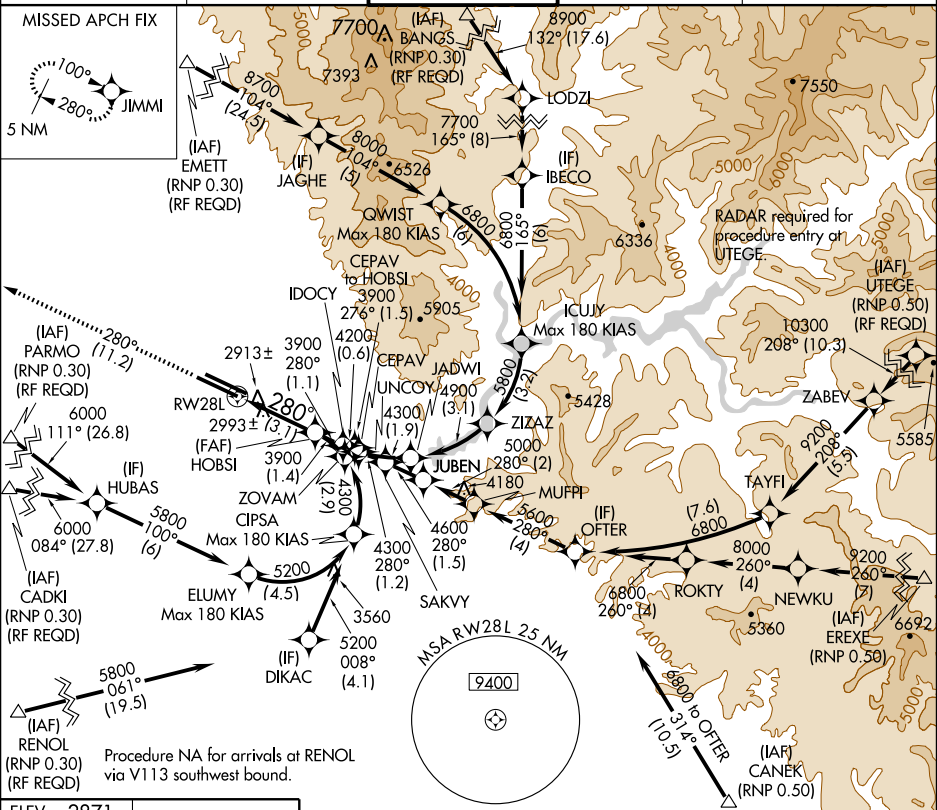 MISSED APCH FIX
100°
280°
JIMMI
5 NM
8700
104°
(24.5)
(IAF)
EMETT
(RNP 0.30)
(RF REQD)
5000
7700
7393
(IAF)
BANGS
(RNP 0.30)
(RF REQD)
8900
132° (17.6)
LODZI
7700
165° (8)
(IF)
IBECO
6800
165°
(6)
(IF)
JAGHE
8000
104°
(5)
6526
QWIST
Max 180 KIAS
6800
(6)
7550
5000
6000
6336
4000
RADAR required for
procedure entry at
UTEGE.
5000
(IAF)
UTEGE
(RNP 0.50)
(RF REQD)
10300
208° (10.3)
ZABEV
5585
9200
208°
(5.5)
TAYFI
(7.6)
6800
ICUJY
Max 180 KIAS
5800
(3.2)
ZIZAZ
5428
4000
5905
CEPAV
to HOBSI
3900
276° (1.5)
IDOCY
4200
(0.6)
CEPAV
UNCOY
JADWI
4900
(3.1)
4300
(1.9)
3900
280°
(1.1)
2913±
280°
(11.2)
RW28L
280°
(3.1)
2993±
(FAF)
HOBSI
3900
(1.4)
ZOVAM
(2.9)
4300
CIPSA
Max 180 KIAS
JUBEN
5000
280° (2)
4180
MUFPI
5600
280°
(4)
(IF)
OFTER
4600
280°
(1.5)
4300
280°
(1.2)
SAKVY
6800
260° (4)
ROKTY
8000
260°
(4)
NEWKU
9200
260°
(7)
(IAF)
EREXE
(RNP 0.50)
6692
5360
4000
5000
(IAF)
PARMO
(RNP 0.30)
(RF REQD)
6000
111° (26.8)
(IF)
HUBAS
6000
084° (27.8)
5800
100°
(6)
(IAF)
CADKI
(RNP 0.30)
(RF REQD)
ELUMY
Max 180 KIAS
5200
(4.5)
3560
5200
008°
(4.1)
(IF)
DIKAC
5800
061°
(19.5)
(IAF)
RENOL
(RNP 0.30)
(RF REQD)
Procedure NA for arrivals at RENOL
via V113 southwest bound.
MSA RW28L 25 NM
9400
6800 to OFTER
314°
(10.5)
(IAF)
CANEK
(RNP 0.50)